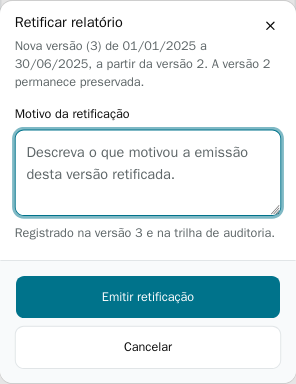 Retificar relatório
Nova versão (3) de 01/01/2025 a
30/06/2025, a partir da versão 2. A versão 2
permanece preservada.
Motivo da retificação
Descreva o que motivou a emissão
desta versão retificada.
Registrado na versão 3 e na trilha de auditoria.
Emitir retificação
Cancelar